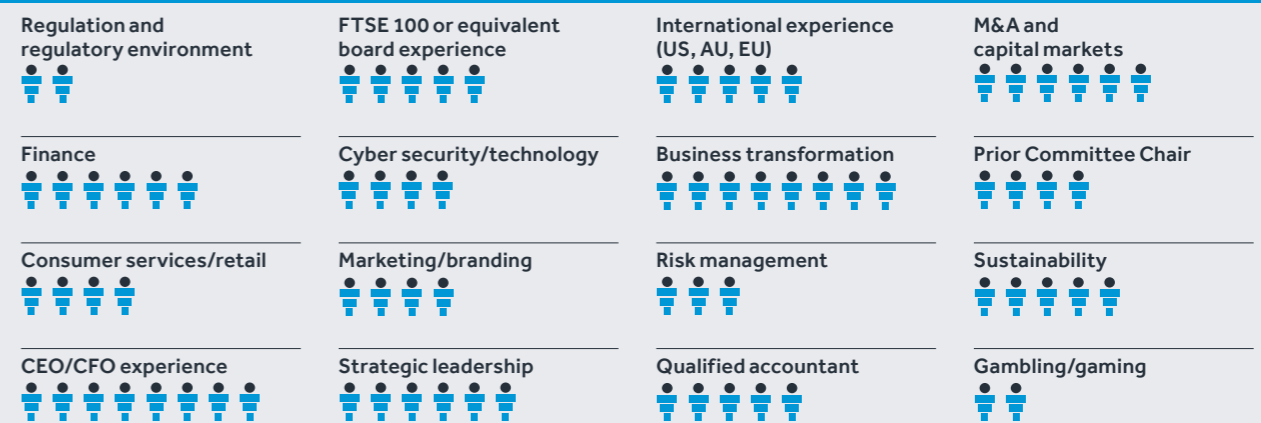 Regulation and
regulatory environment
FTSE 100 or equivalent
board experience
International experience
(US, AU, EU)
M&A and
capital markets
Finance
Cyber security/technology
Business transformation
Prior Committee Chair
Consumer services/retail
Marketing/branding
Risk management
Sustainability
CEO/CFO experience
Strategic leadership
Qualified accountant
Gambling/gaming